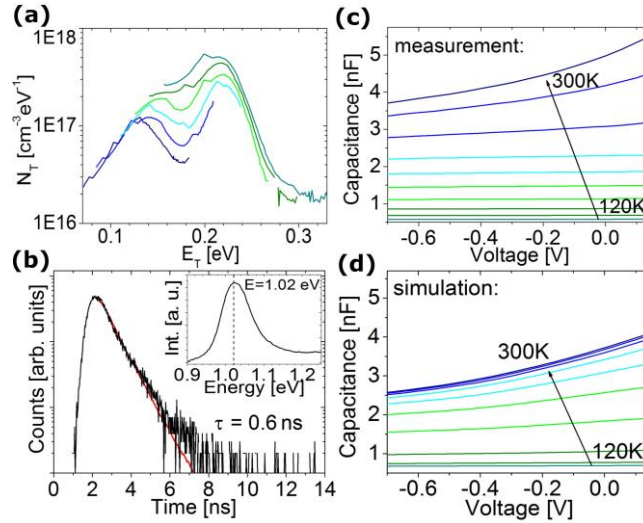 (a)
1E18
1E17
1E16
N_T [cm⁻³eV⁻¹]
0.1 0.2 0.3
E_T [eV]
(b)
Counts [arb. units]
Int. [a. u.]
E=1.02 eV
0.9 1.0 1.1 1.2
Energy [eV]
τ = 0.6 ns
0 2 4 6 8 10 12 14
Time [ns]
(c)
measurement:
300K
120K
5
4
3
2
1
Capacitance [nF]
-0.6 -0.4 -0.2 0.0
Voltage [V]
(d)
simulation:
300K
120K
5
4
3
2
1
Capacitance [nF]
-0.6 -0.4 -0.2 0.0
Voltage [V]